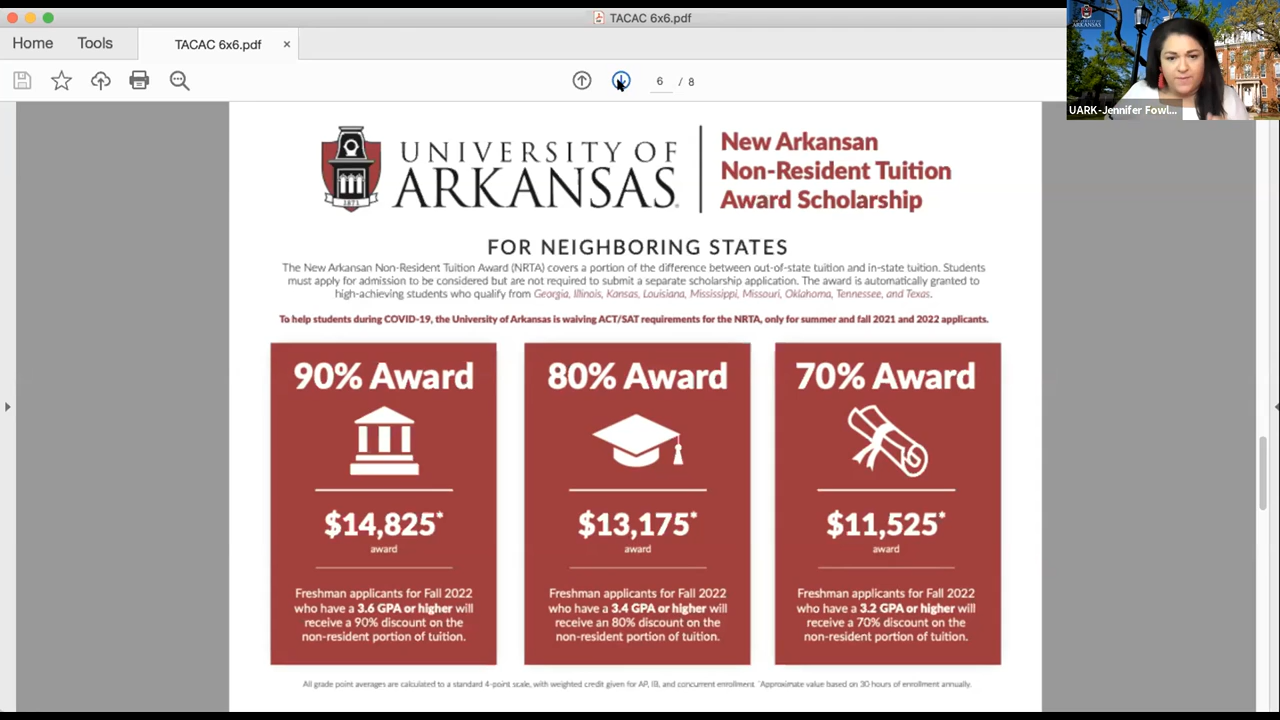 TACAC 6x6.pdf
Home
Tools
TACAC 6x6.pdf
×
6 / 8
ARKANSAS
UARK-Jennifer Fowl...
UNIVERSITY OF
ARKANSAS
1871
New Arkansan
Non-Resident Tuition
Award Scholarship
FOR NEIGHBORING STATES
The New Arkansan Non-Resident Tuition Award (NRTA) covers a portion of the difference between out-of-state tuition and in-state tuition. Students
must apply for admission to be considered but are not required to submit a separate scholarship application. The award is automatically granted to
high-achieving students who qualify from Georgia, Illinois, Kansas, Louisiana, Mississippi, Missouri, Oklahoma, Tennessee, and Texas.
To help students during COVID-19, the University of Arkansas is waiving ACT/SAT requirements for the NRTA, only for summer and fall 2021 and 2022 applicants.
90% Award
$14,825*
award
Freshman applicants for Fall 2022
who have a 3.6 GPA or higher will
receive a 90% discount on the
non-resident portion of tuition.
80% Award
$13,175*
award
Freshman applicants for Fall 2022
who have a 3.4 GPA or higher will
receive an 80% discount on the
non-resident portion of tuition.
70% Award
$11,525*
award
Freshman applicants for Fall 2022
who have a 3.2 GPA or higher will
receive a 70% discount on the
non-resident portion of tuition.
All grade point averages are calculated to a standard 4-point scale, with weighted credit given for AP, IB, and concurrent enrollment. *Approximate value based on 30 hours of enrollment annually.